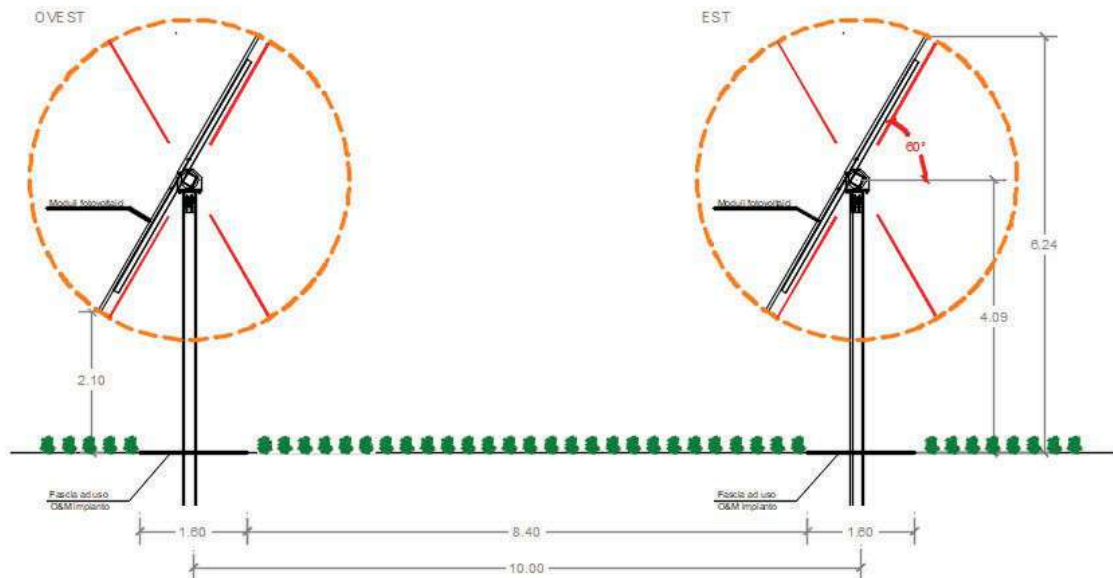 OVEST
EST
60°
Moduli fotovoltaici
Moduli fotovoltaici
6.24
4.09
2.10
Fascia ad uso
O&M impianto
Fascia ad uso
O&M impianto
1.60
8.40
1.60
10.00